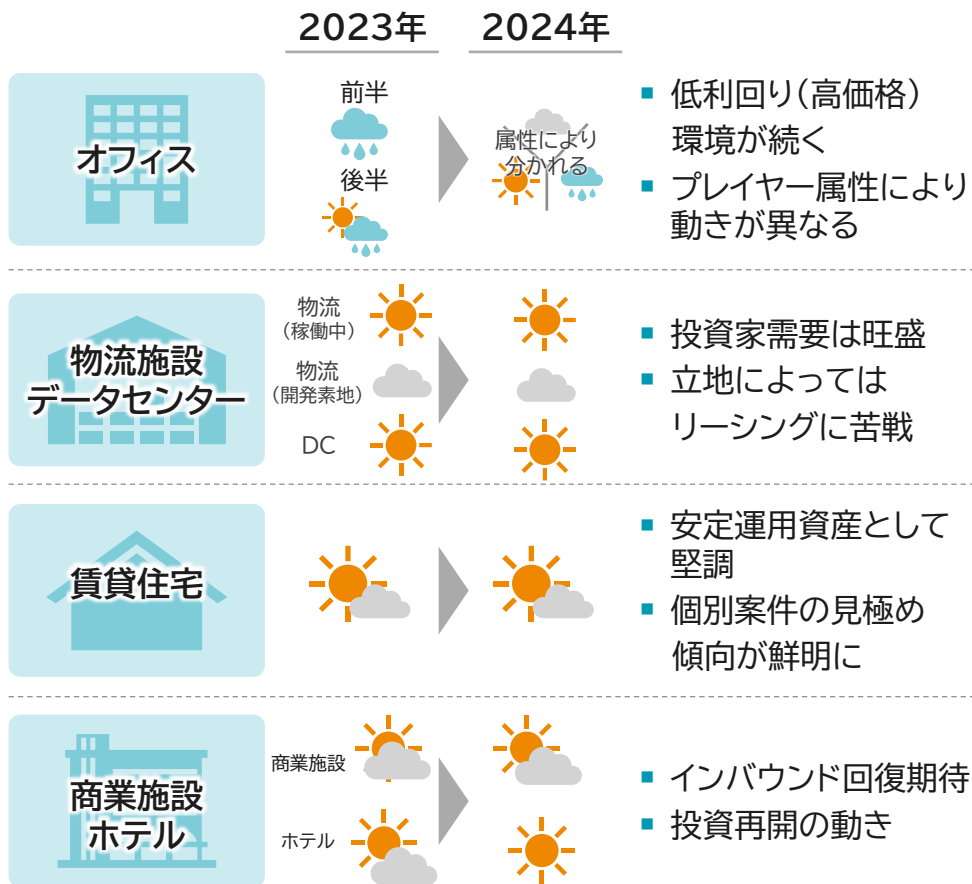 2023年
2024年
オフィス
前半
後半
属性により
分かれる
■ 低利回り（高価格）
環境が続く
■ プレイヤー属性により
動きが異なる
物流施設
データセンター
物流
（稼働中）
物流
（開発素地）
DC
■ 投資家需要は旺盛
■ 立地によっては
リーシングに苦戦
賃貸住宅
■ 安定運用資産として
堅調
■ 個別案件の見極め
傾向が鮮明に
商業施設
ホテル
商業施設
ホテル
■ インバウンド回復期待
■ 投資再開の動き